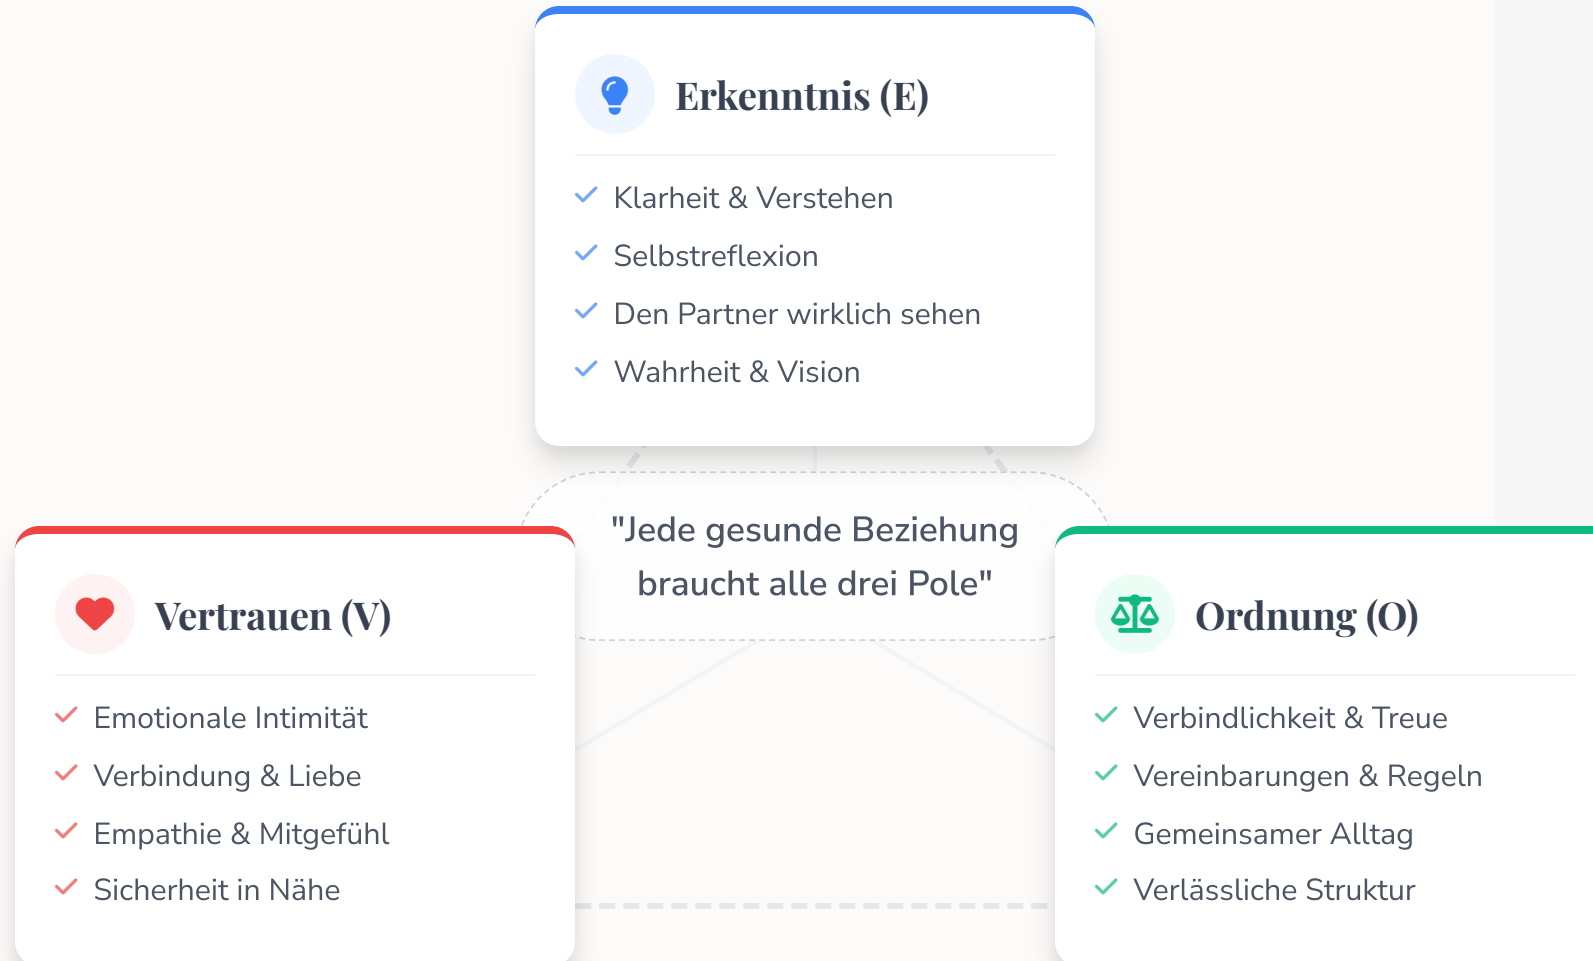 Erkenntnis (E)
Klarheit & Verstehen
Selbstreflexion
Den Partner wirklich sehen
Wahrheit & Vision
"Jede gesunde Beziehung
braucht alle drei Pole"
Vertrauen (V)
Emotionale Intimität
Verbindung & Liebe
Empathie & Mitgefühl
Sicherheit in Nähe
Ordnung (O)
Verbindlichkeit & Treue
Vereinbarungen & Regeln
Gemeinsamer Alltag
Verlässliche Struktur